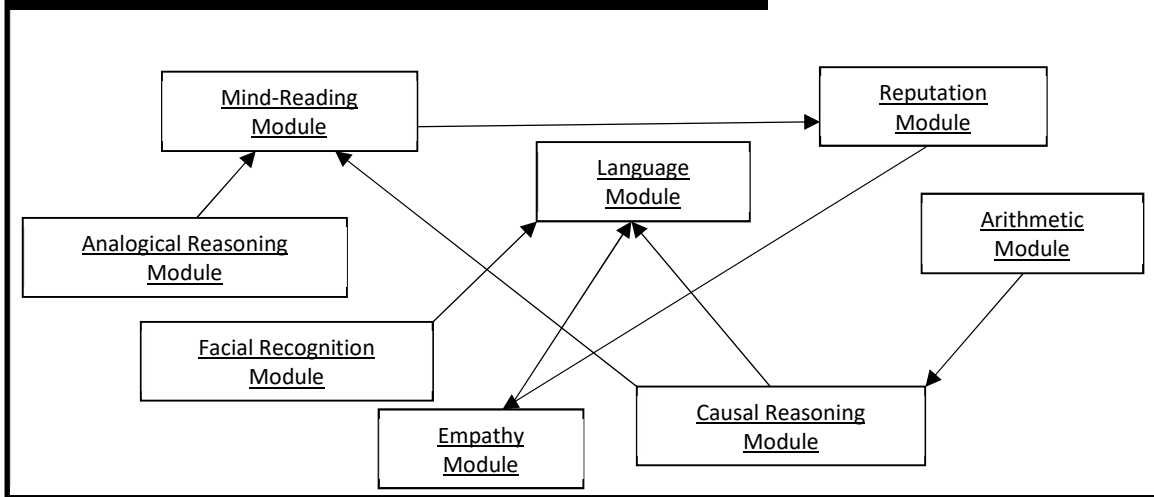 Mind-Reading
Module
Reputation
Module
Language
Module
Arithmetic
Module
Analogical Reasoning
Module
Facial Recognition
Module
Empathy
Module
Causal Reasoning
Module